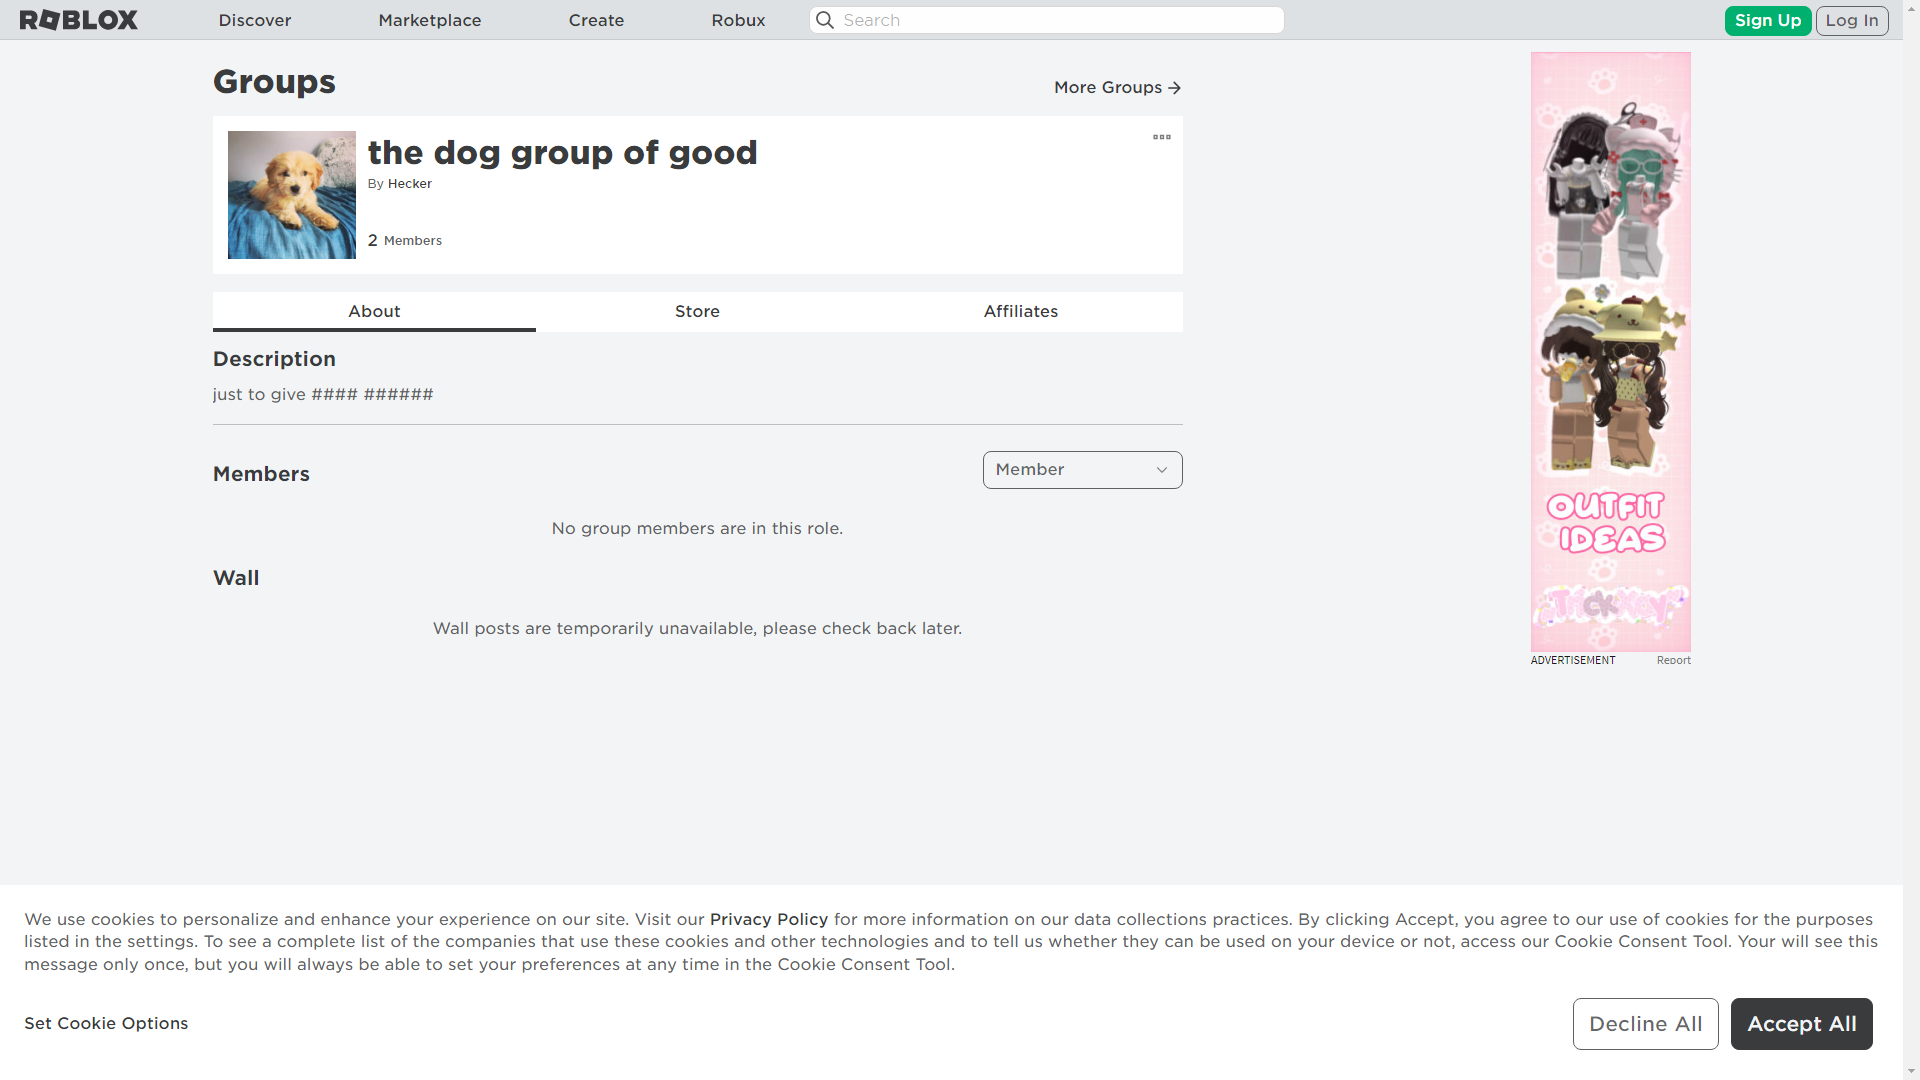 ROBLOX
Discover
Marketplace
Create
Robux
Search
Sign Up
Log In
Groups
More Groups
the dog group of good
By Hecker
2 Members
About
Store
Affiliates
Description
just to give #### ######
Members
Member
No group members are in this role.
Wall
Wall posts are temporarily unavailable, please check back later.
OUTFIT
IDEAS
TrickXoy
ADVERTISEMENT
Report
We use cookies to personalize and enhance your experience on our site. Visit our Privacy Policy for more information on our data collections practices. By clicking Accept, you agree to our use of cookies for the purposes
listed in the settings. To see a complete list of the companies that use these cookies and other technologies and to tell us whether they can be used on your device or not, access our Cookie Consent Tool. Your will see this
message only once, but you will always be able to set your preferences at any time in the Cookie Consent Tool.
Set Cookie Options
Decline All
Accept All